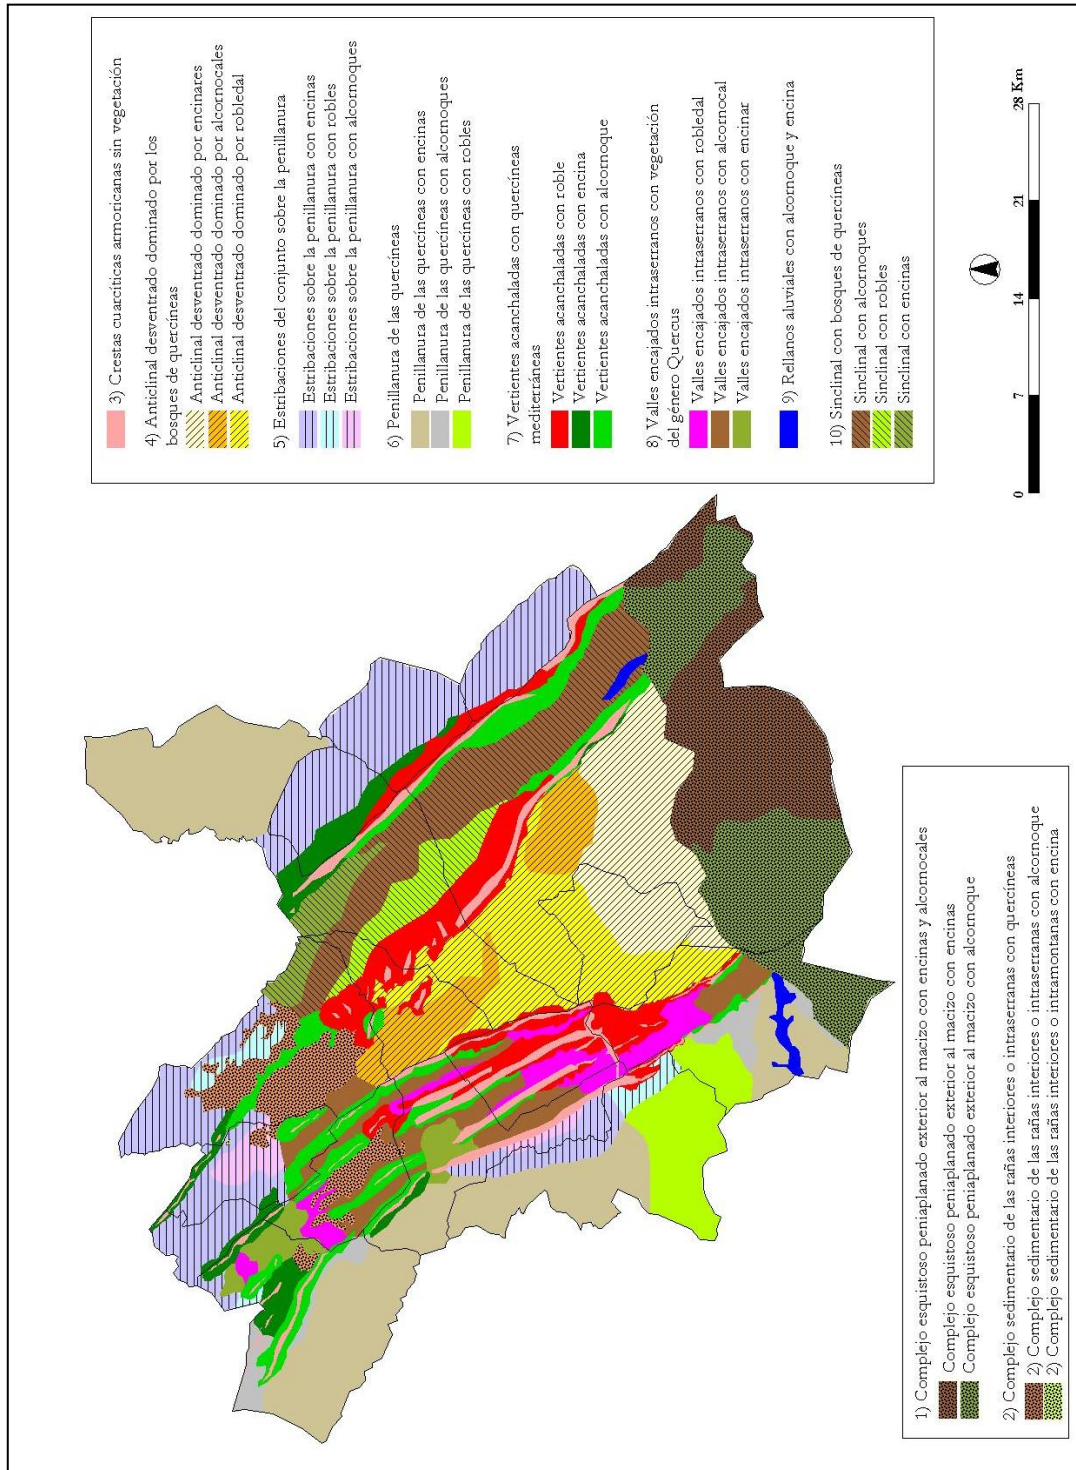 3) Crestas cuarcíticas armoricanas sin vegetación
4) Anticlinal desventrado dominado por los
bosques de quercíneas
Anticlinal desventrado dominado por encinares
Anticlinal desventrado dominado por alcornocales
Anticlinal desventrado dominado por robledal
5) Estribaciones del conjunto sobre la penillanura
Estribaciones sobre la penillanura con encinas
Estribaciones sobre la penillanura con robles
Estribaciones sobre la penillanura con alcornoques
6) Penillanura de las quercíneas
Penillanura de las quercíneas con encinas
Penillanura de las quercíneas con alcornoques
Penillanura de las quercíneas con robles
7) Vertientes acanchaladas con quercíneas
mediterráneas
Vertientes acanchaladas con roble
Vertientes acanchaladas con encina
Vertientes acanchaladas con alcornoque
8) Valles encajados intraserranos con vegetación
del género Quercus
Valles encajados intraserranos con robledal
Valles encajados intraserranos con alcornocal
Valles encajados intraserranos con encinar
9) Rellanos aluviales con alcornoque y encina
10) Sinclinal con bosques de quercíneas
Sinclinal con alcornoques
Sinclinal con robles
Sinclinal con encinas
0 7 14 21 28 Km
1) Complejo esquistoso peniaplanado exterior al macizo con encinas y alcornocales
Complejo esquistoso peniaplanado exterior al macizo con encinas
Complejo esquistoso peniaplanado exterior al macizo con alcornoque
2) Complejo sedimentario de las rañas interiores o intraserranas con quercíneas
2) Complejo sedimentario de las rañas interiores o intraserranas con alcornoque
2) Complejo sedimentario de las rañas interiores o intramontanas con encina